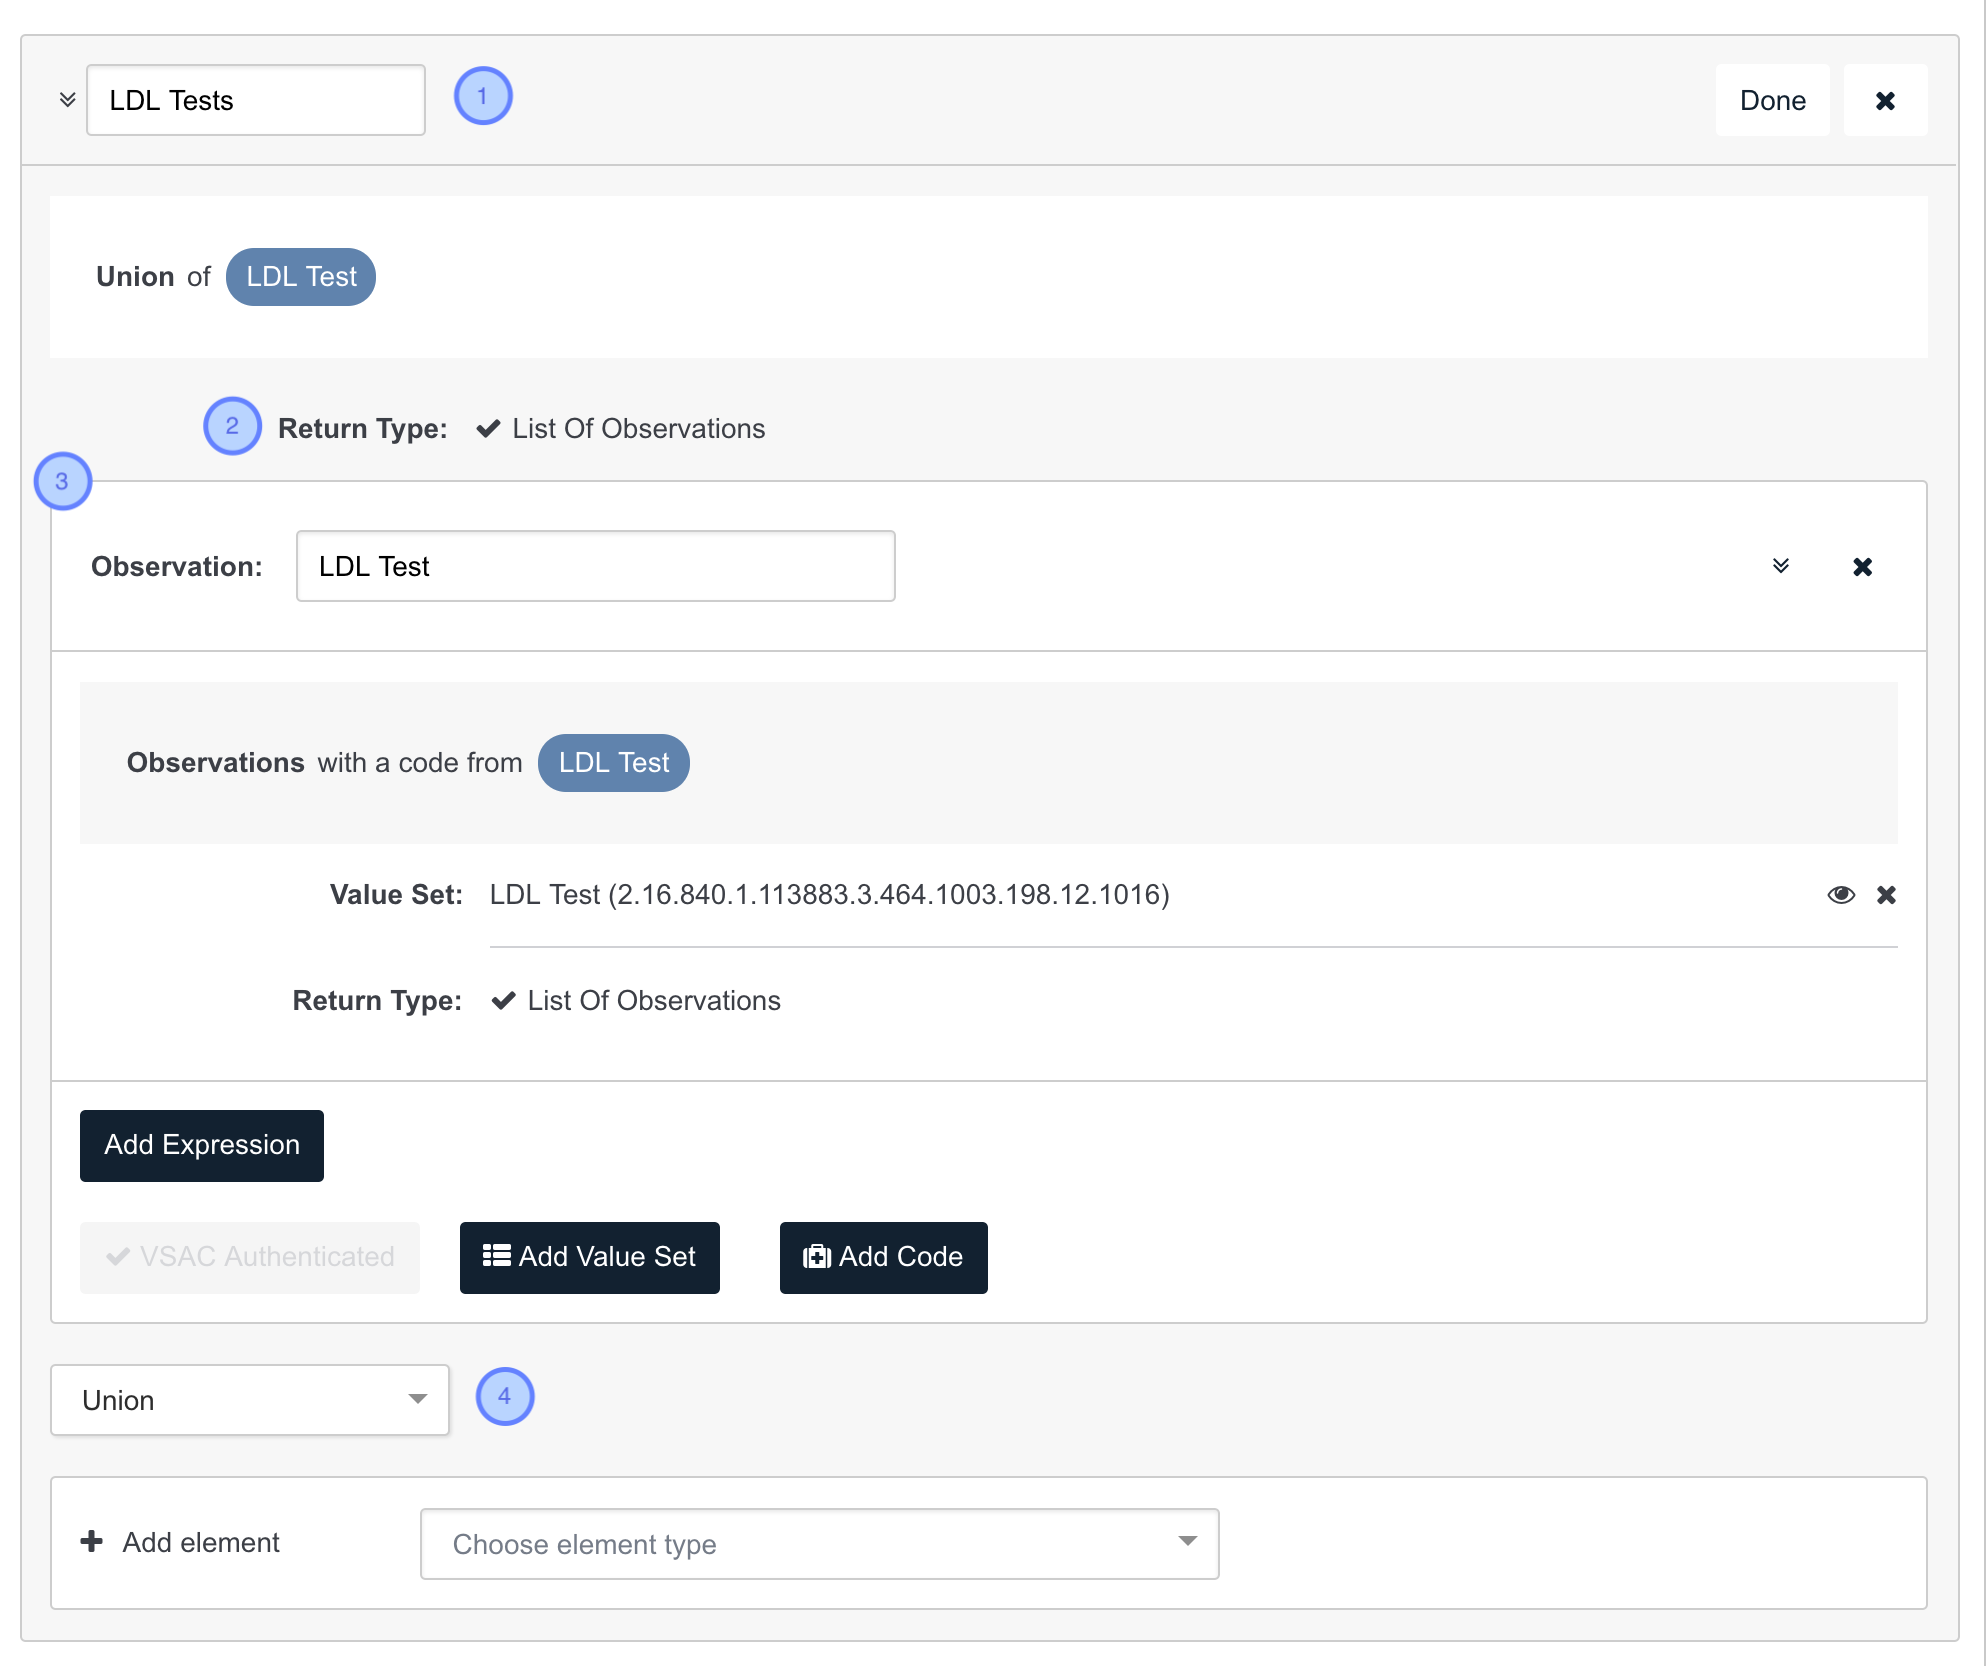 LDL Tests 1 Done
Union of LDL Test
2 Return Type: List Of Observations
3
Observation: LDL Test
Observations with a code from LDL Test
Value Set: LDL Test (2.16.840.1.113883.3.464.1003.198.12.1016)
Return Type: List Of Observations
Add Expression
VSAC Authenticated Add Value Set Add Code
Union 4
Add element Choose element type